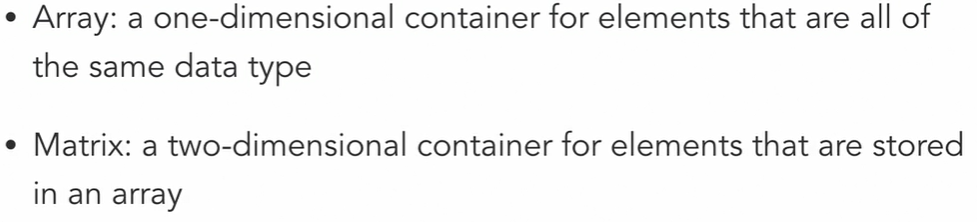 • Array: a one-dimensional container for elements that are all of
the same data type
• Matrix: a two-dimensional container for elements that are stored
in an array